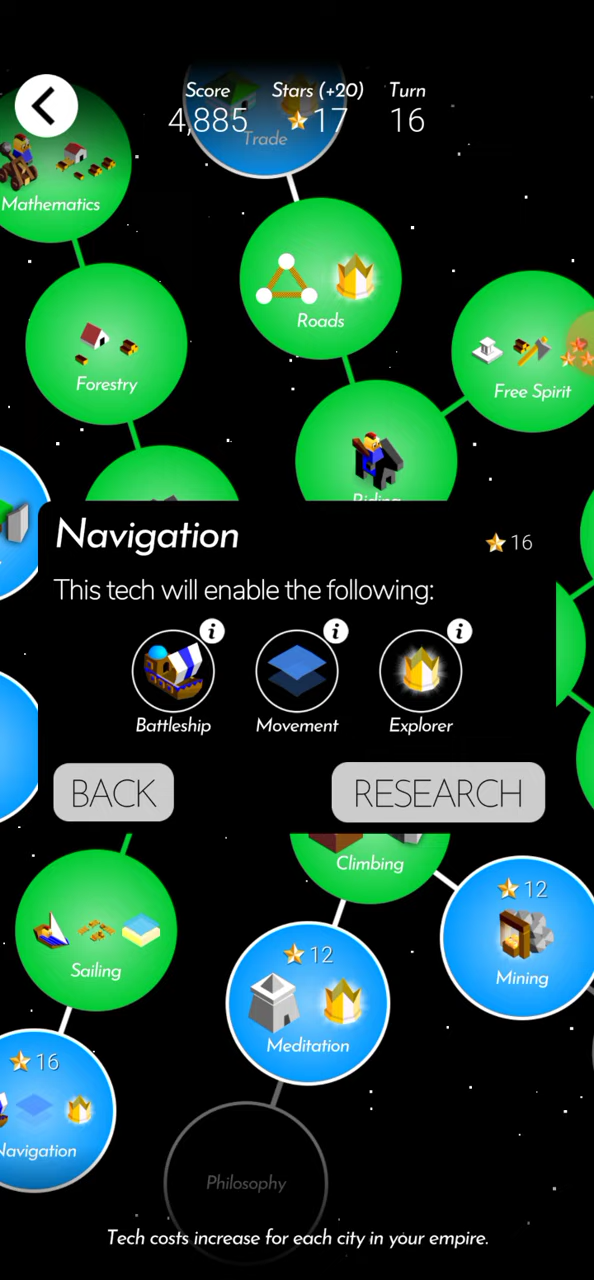 Score Stars (+20) Turn
4,885 17 16
Trade
Mathematics
Roads
Forestry
Free Spirit
Riding
Navigation
16
This tech will enable the following:
i i i
Battleship Movement Explorer
BACK RESEARCH
Climbing
12
Mining
Sailing
12
Meditation
16
Navigation
Philosophy
Tech costs increase for each city in your empire.